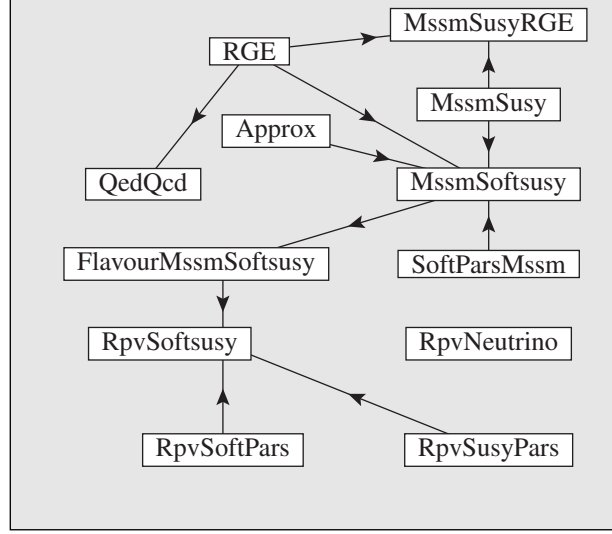 MssmSusyRGE
RGE
MssmSusy
Approx
QedQcd
MssmSoftsusy
FlavourMssmSoftsusy
SoftParsMssm
RpvSoftsusy
RpvNeutrino
RpvSoftPars
RpvSusyPars